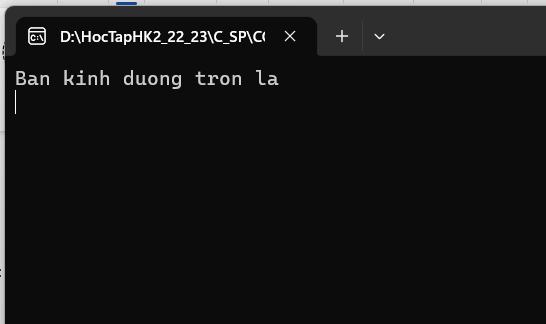 D:\HocTapHK2_22_23\C_SP\C
Ban kinh duong tron la